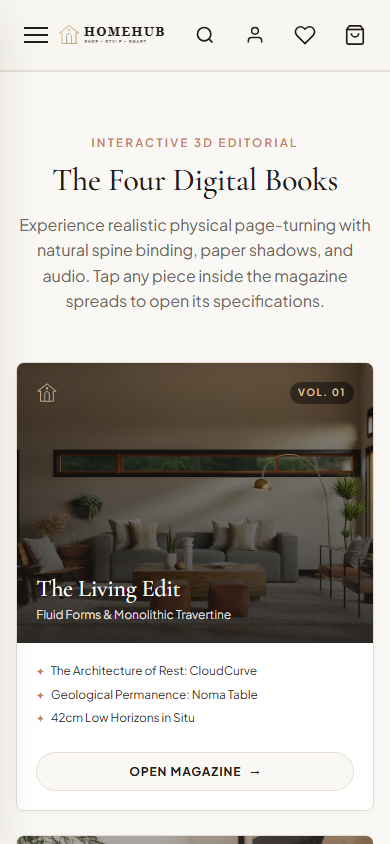 HOMEHUB
SHOP • STYLE • SMART
INTERACTIVE 3D EDITORIAL
The Four Digital Books
Experience realistic physical page-turning with
natural spine binding, paper shadows, and
audio. Tap any piece inside the magazine
spreads to open its specifications.
VOL. 01
The Living Edit
Fluid Forms & Monolithic Travertine
The Architecture of Rest: CloudCurve
Geological Permanence: Noma Table
42cm Low Horizons in Situ
OPEN MAGAZINE →